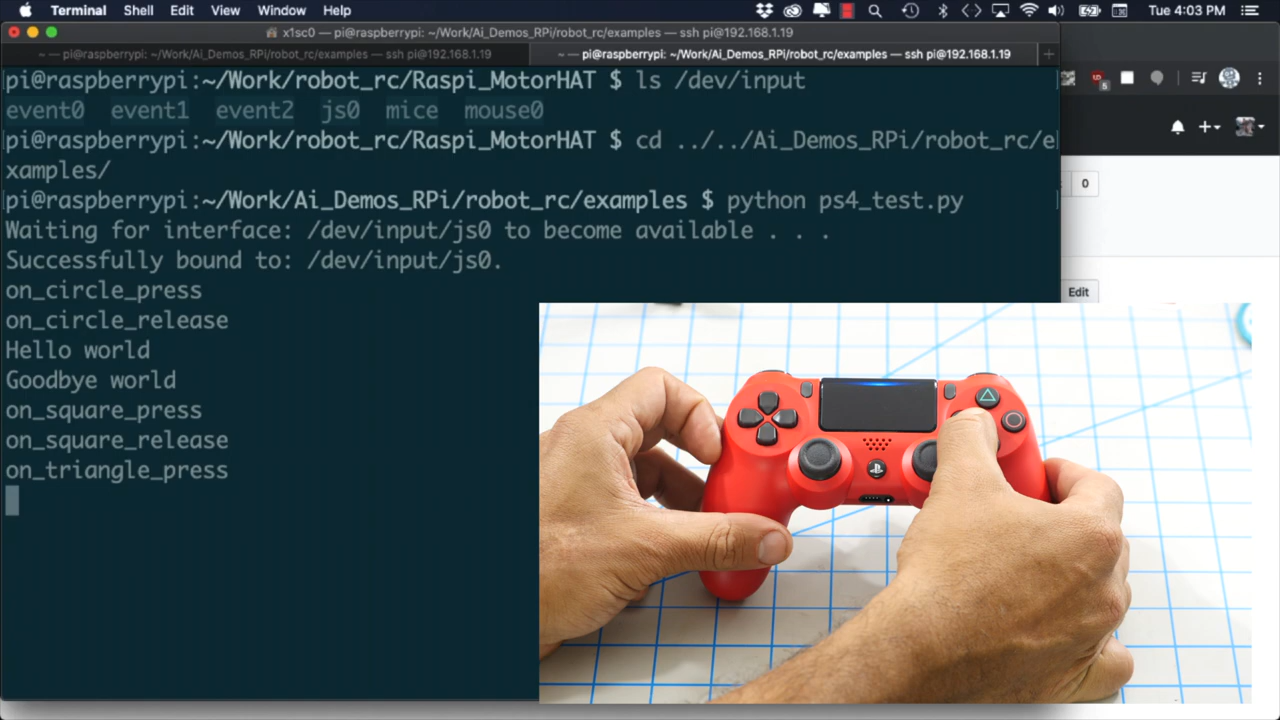 Terminal Shell Edit View Window Help Tue 4:03 PM
x1sc0 — pi@raspberrypi: ~/Work/Ai_Demos_RPi/robot_rc/examples — ssh pi@192.168.1.19
~ — pi@raspberrypi: ~/Work/Ai_Demos_RPi/robot_rc/examples — ssh pi@192.168.1.19 ~ — pi@raspberrypi: ~/Work/Ai_Demos_RPi/robot_rc/examples — ssh pi@192.168.1.19 +
pi@raspberrypi:~/Work/robot_rc/Raspi_MotorHAT $ ls /dev/input
5
event0 event1 event2 js0 mice mouse0
pi@raspberrypi:~/Work/robot_rc/Raspi_MotorHAT $ cd ../../Ai_Demos_RPi/robot_rc/e
xamples/
0
pi@raspberrypi:~/Work/Ai_Demos_RPi/robot_rc/examples $ python ps4_test.py
Waiting for interface: /dev/input/js0 to become available . . .
Successfully bound to: /dev/input/js0.
on_circle_press
Edit
on_circle_release
Hello world
Goodbye world
on_square_press
on_square_release
on_triangle_press